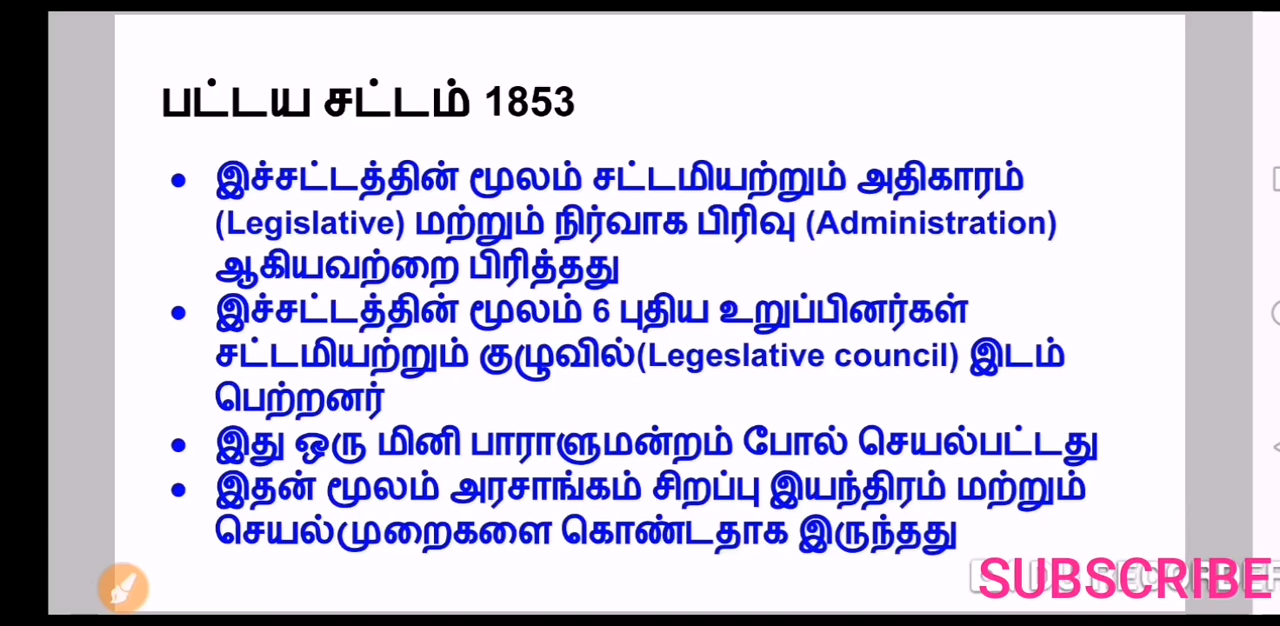 பட்டய சட்டம் 1853
• இச்சட்டத்தின் மூலம் சட்டமியற்றும் அதிகாரம்
(Legislative) மற்றும் நிர்வாக பிரிவு (Administration)
ஆகியவற்றை பிரித்தது
• இச்சட்டத்தின் மூலம் 6 புதிய உறுப்பினர்கள்
சட்டமியற்றும் குழுவில்(Legeslative council) இடம்
பெற்றனர்
• இது ஒரு மினி பாராளுமன்றம் போல் செயல்பட்டது
• இதன் மூலம் அரசாங்கம் சிறப்பு இயந்திரம் மற்றும்
செயல்முறைகளை கொண்டதாக இருந்தது
SUBSCRIBE